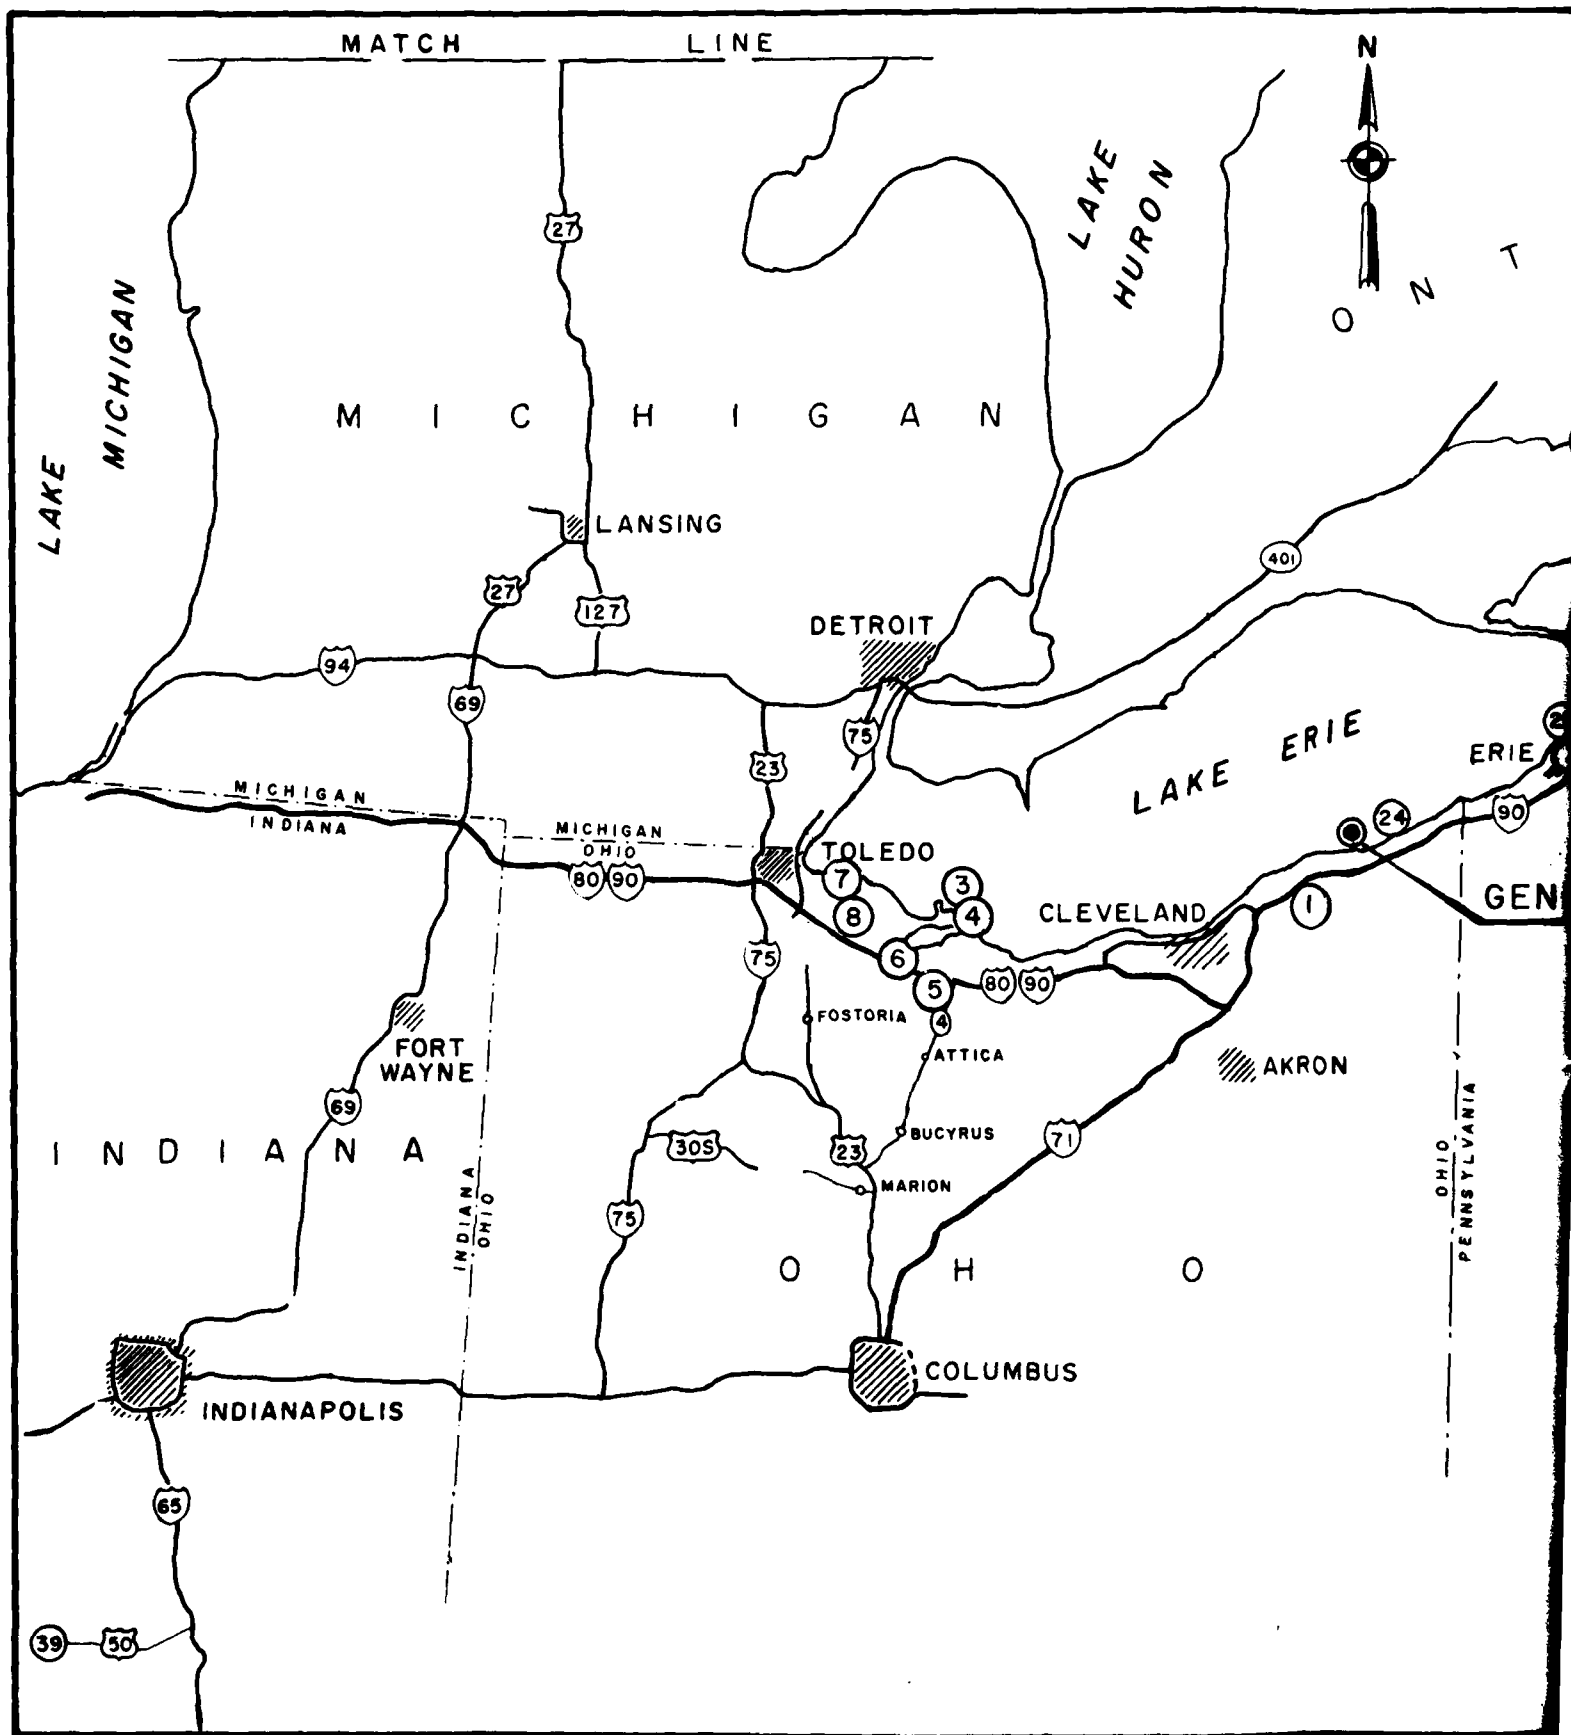 MATCH LINE
N
LAKE HURON
ONT
27
LAKE MICHIGAN
MICHIGAN
LANSING
401
27
127
DETROIT
94
69
75
23
LAKE ERIE
ERIE
2
MICHIGAN
INDIANA
MICHIGAN
OHIO
24
90
TOLEDO
80 90
7
3
8
4
CLEVELAND
1
GEN
75
6
5
80 90
4
FOSTORIA
ATTICA
FORT
WAYNE
AKRON
69
INDIANA
30S
23
BUCYRUS
71
MARION
75
INDIANA
OHIO
OHIO
PENNSYLVANIA
O H O
COLUMBUS
INDIANAPOLIS
65
39 50